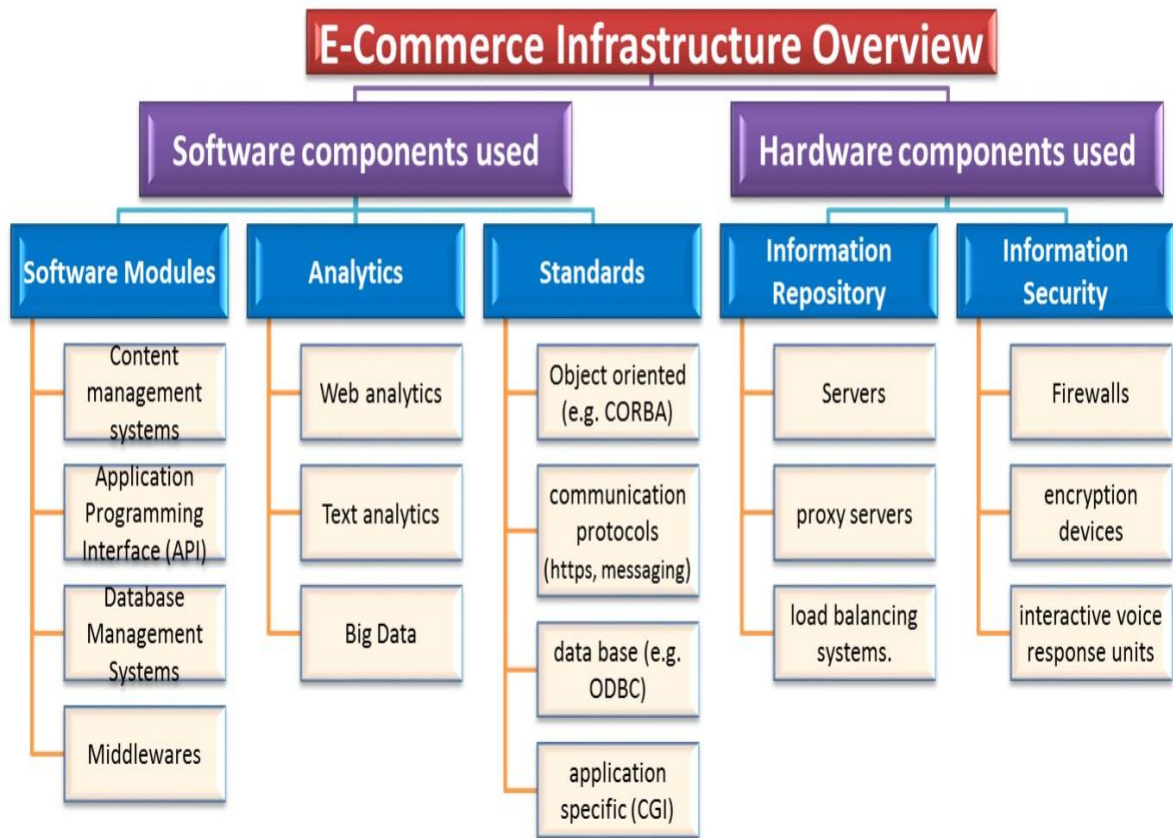 E-Commerce Infrastructure Overview
Software components used
Hardware components used
Software Modules
Analytics
Standards
Information
Repository
Information
Security
Content
management
systems
Application
Programming
Interface (API)
Database
Management
Systems
Middlewares
Web analytics
Text analytics
Big Data
Object oriented
(e.g. CORBA)
communication
protocols
(https, messaging)
data base (e.g.
ODBC)
application
specific (CGI)
Servers
proxy servers
load balancing
systems.
Firewalls
encryption
devices
interactive voice
response units